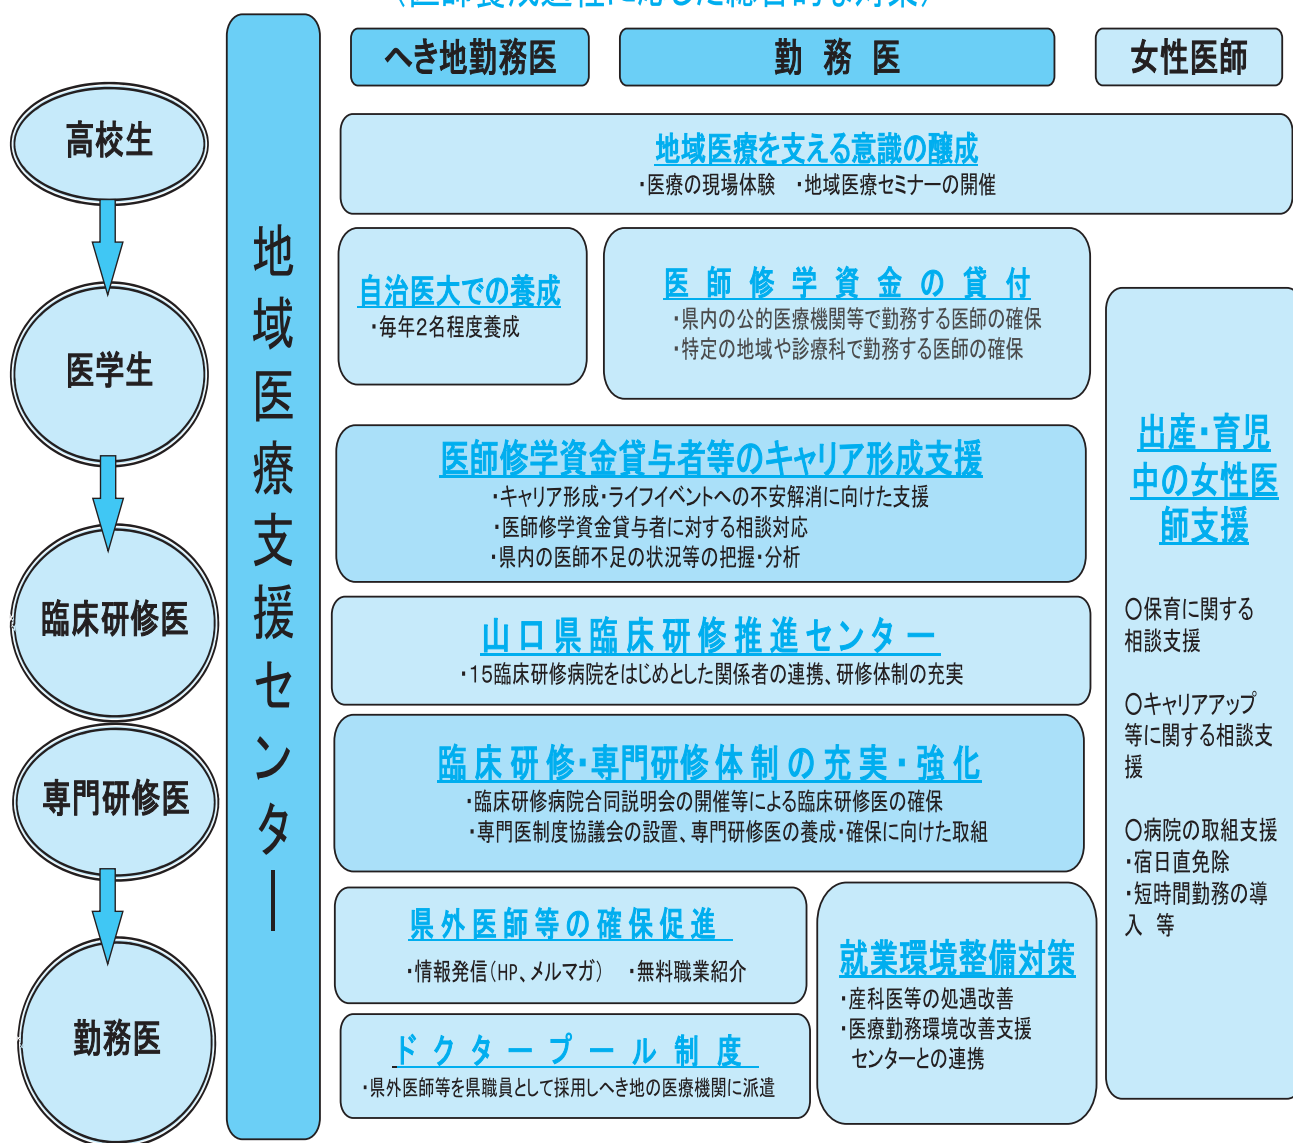 (医師養成過程に応じた総合的な対策)
へき地勤務医
勤務医
女性医師
高校生
医学生
臨床研修医
専門研修医
勤務医
地域医療支援センター
地域医療を支える意識の醸成
・医療の現場体験　・地域医療セミナーの開催
自治医大での養成
・毎年2名程度養成
医師修学資金の貸付
・県内の公的医療機関等で勤務する医師の確保
・特定の地域や診療科で勤務する医師の確保
医師修学資金貸与者等のキャリア形成支援
・キャリア形成・ライフイベントへの不安解消に向けた支援
・医師修学資金貸与者に対する相談対応
・県内の医師不足の状況等の把握・分析
山口県臨床研修推進センター
・15臨床研修病院をはじめとした関係者の連携、研修体制の充実
臨床研修・専門研修体制の充実・強化
・臨床研修病院合同説明会の開催等による臨床研修医の確保
・専門医制度協議会の設置、専門研修医の養成・確保に向けた取組
県外医師等の確保促進
・情報発信（HP、メルマガ）　・無料職業紹介
ドクタープール制度
・県外医師等を県職員として採用しへき地の医療機関に派遣
就業環境整備対策
・産科医等の処遇改善
・医療勤務環境改善支援
センターとの連携
出産・育児
中の女性医
師支援
〇保育に関する
相談支援
〇キャリアアップ
等に関する相談支
援
〇病院の取組支援
・宿日直免除
・短時間勤務の導
入　等